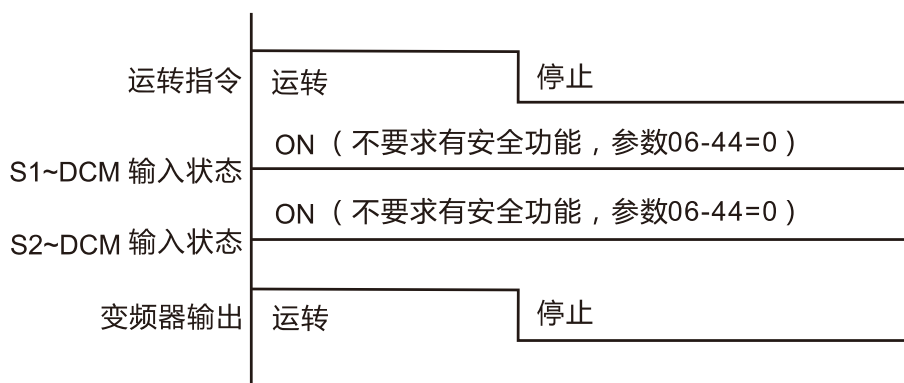 运转指令 运转 停止
ON（不要求有安全功能，参数06-44=0）
S1~DCM 输入状态
ON（不要求有安全功能，参数06-44=0）
S2~DCM 输入状态
变频器输出 运转 停止